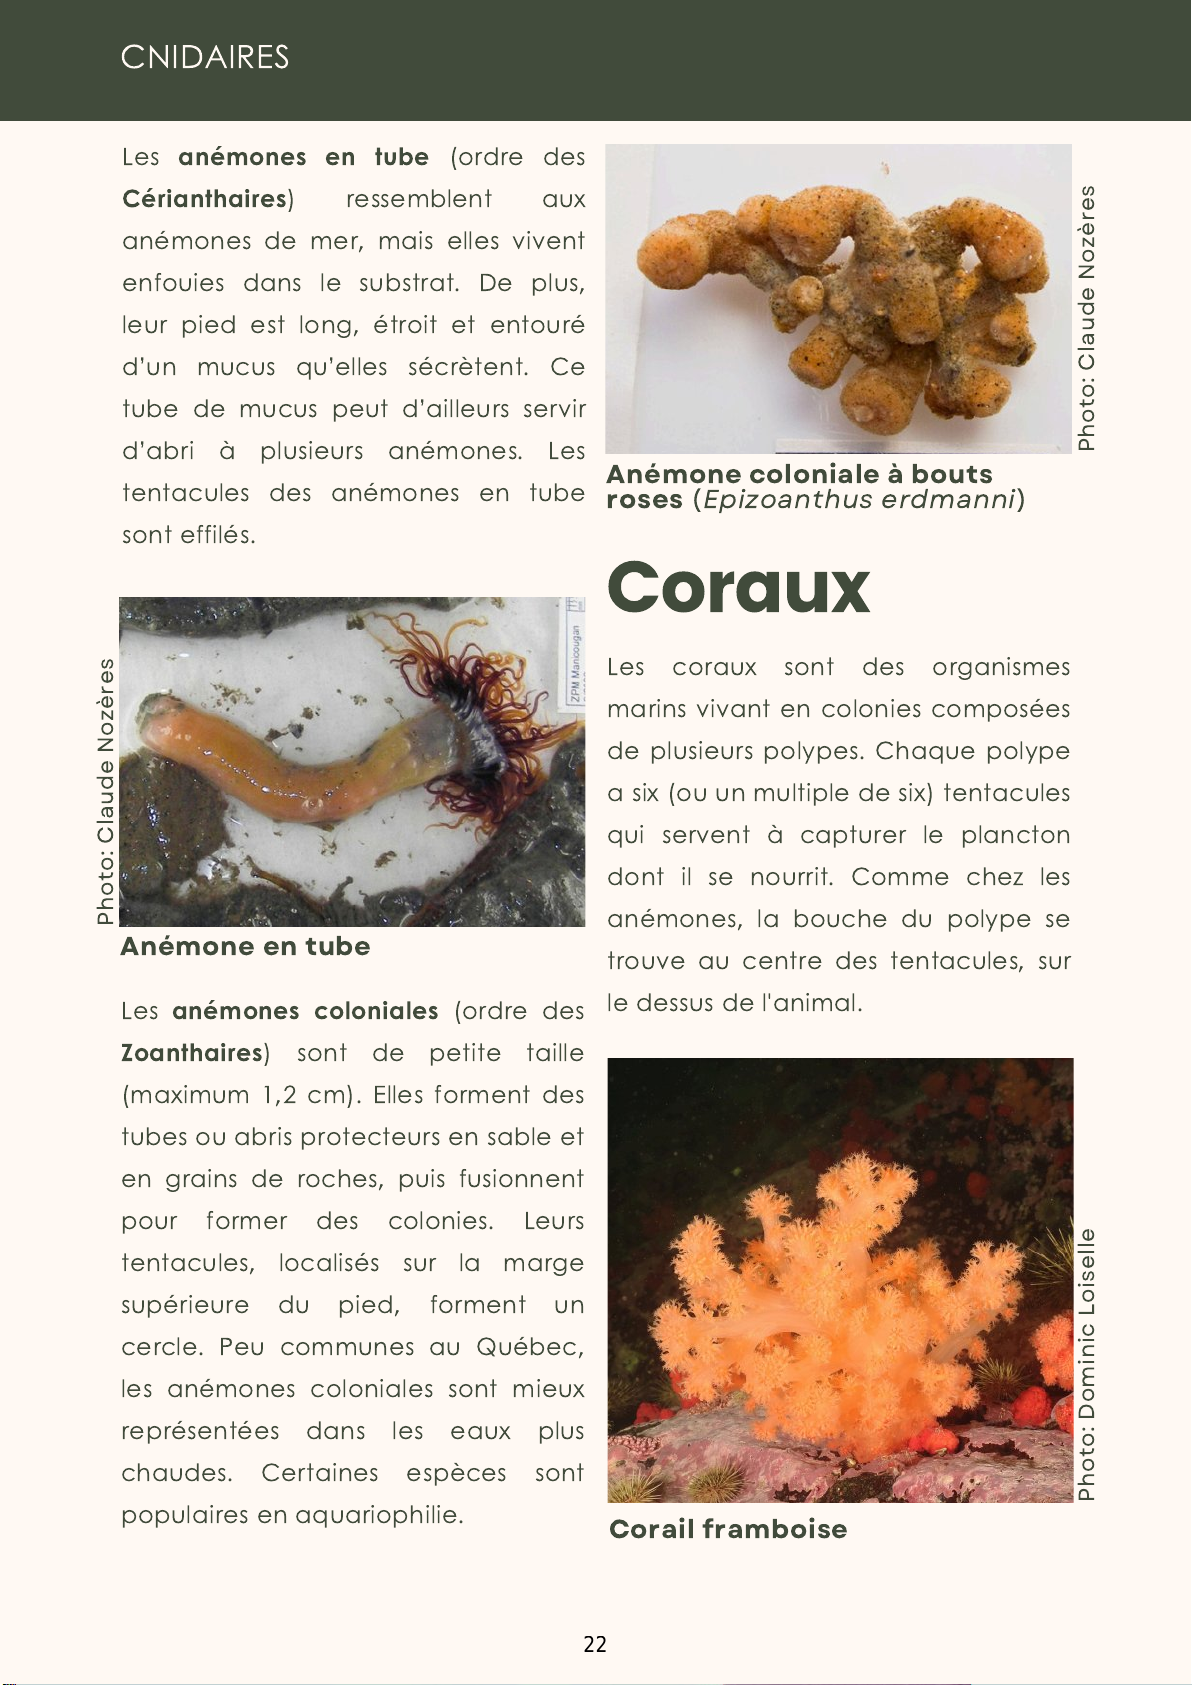 CNIDAIRES
Les anémones en tube (ordre des
Cérianthaires) ressemblent aux
anémones de mer, mais elles vivent
enfouies dans le substrat. De plus,
leur pied est long, étroit et entouré
d'un mucus qu'elles sécrètent. Ce
tube de mucus peut d'ailleurs servir
d'abri à plusieurs anémones. Les
tentacules des anémones en tube
sont effilés.
ZPM Manicougan
Photo: Claude Nozères
Anémone en tube
Les anémones coloniales (ordre des
Zoanthaires) sont de petite taille
(maximum 1,2 cm). Elles forment des
tubes ou abris protecteurs en sable et
en grains de roches, puis fusionnent
pour former des colonies. Leurs
tentacules, localisés sur la marge
supérieure du pied, forment un
cercle. Peu communes au Québec,
les anémones coloniales sont mieux
représentées dans les eaux plus
chaudes. Certaines espèces sont
populaires en aquariophilie.
Photo: Claude Nozères
Anémone coloniale à bouts
roses (Epizoanthus erdmanni)
Coraux
Les coraux sont des organismes
marins vivant en colonies composées
de plusieurs polypes. Chaque polype
a six (ou un multiple de six) tentacules
qui servent à capturer le plancton
dont il se nourrit. Comme chez les
anémones, la bouche du polype se
trouve au centre des tentacules, sur
le dessus de l'animal.
Photo: Dominic Loiselle
Corail framboise
22